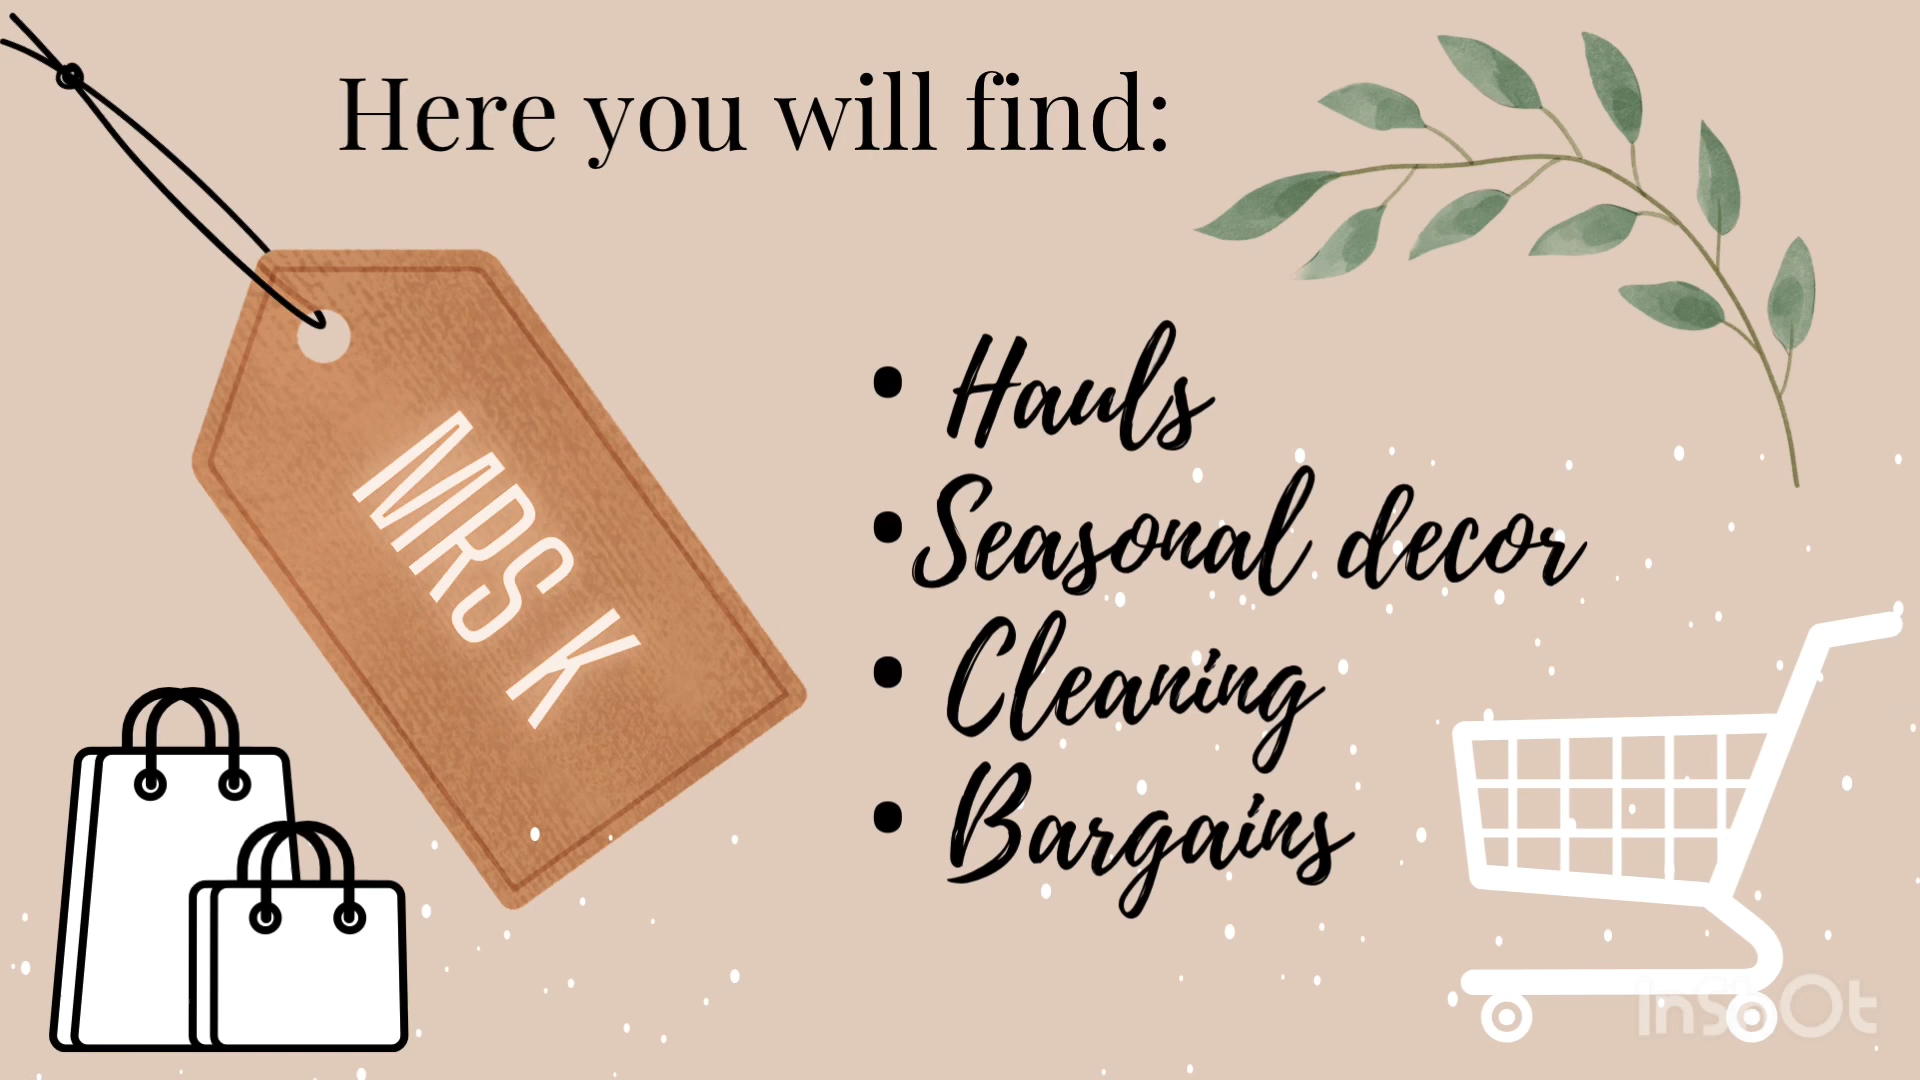 Here you will find:
MRS K
• Hauls
• Seasonal decor
• Cleaning
• Bargains
InShOt